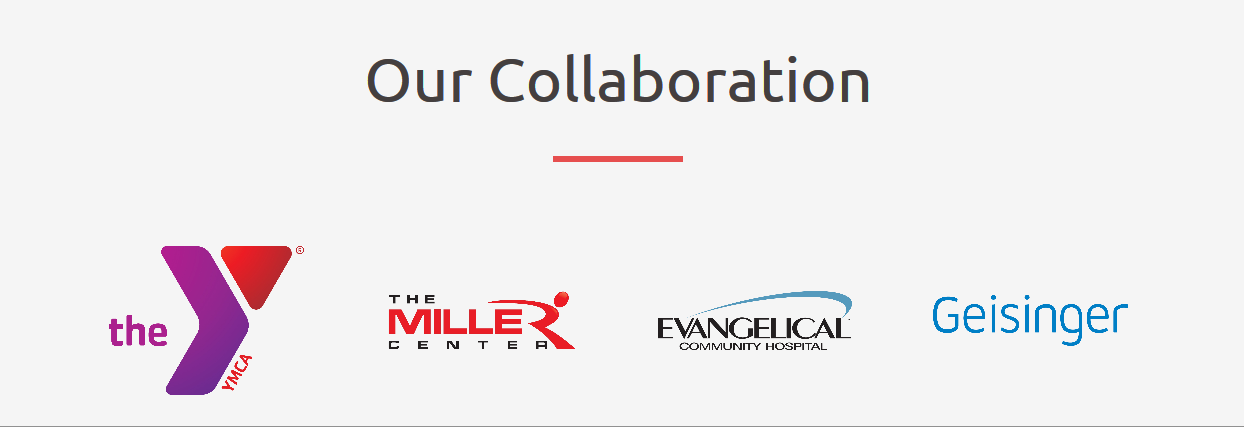 Our Collaboration
the
YMCA
®
THE
MILLER
CENTER
EVANGELICAL
COMMUNITY HOSPITAL
Geisinger